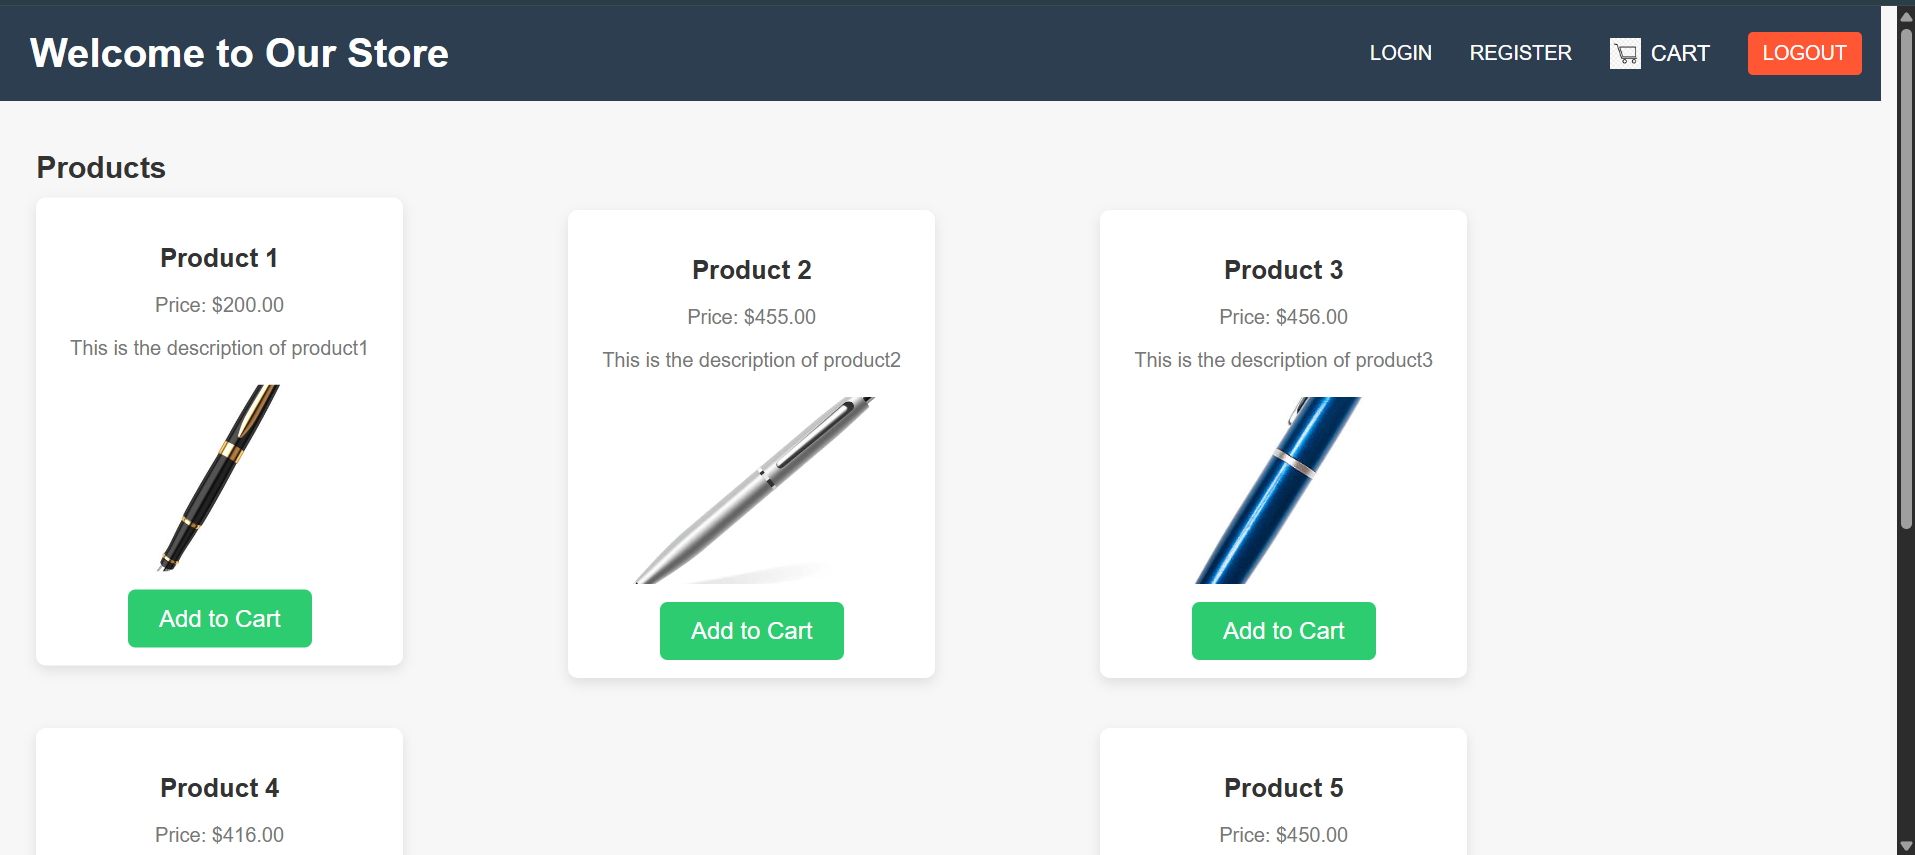 Welcome to Our Store
LOGIN REGISTER CART LOGOUT
Products
Product 1
Price: $200.00
This is the description of product1
Add to Cart
Product 2
Price: $455.00
This is the description of product2
Add to Cart
Product 3
Price: $456.00
This is the description of product3
Add to Cart
Product 4
Price: $416.00
Product 5
Price: $450.00